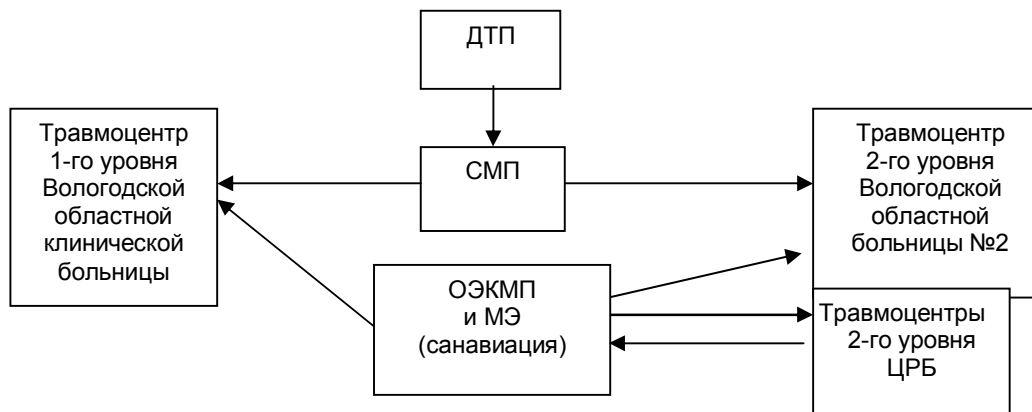 ДТП
Травмоцентр
1-го уровня
Вологодской
областной
клинической
больницы
СМП
Травмоцентр
2-го уровня
Вологодской
областной
больницы №2
ОЭКМП
и МЭ
(санавиация)
Травмоцентры
2-го уровня
ЦРБ